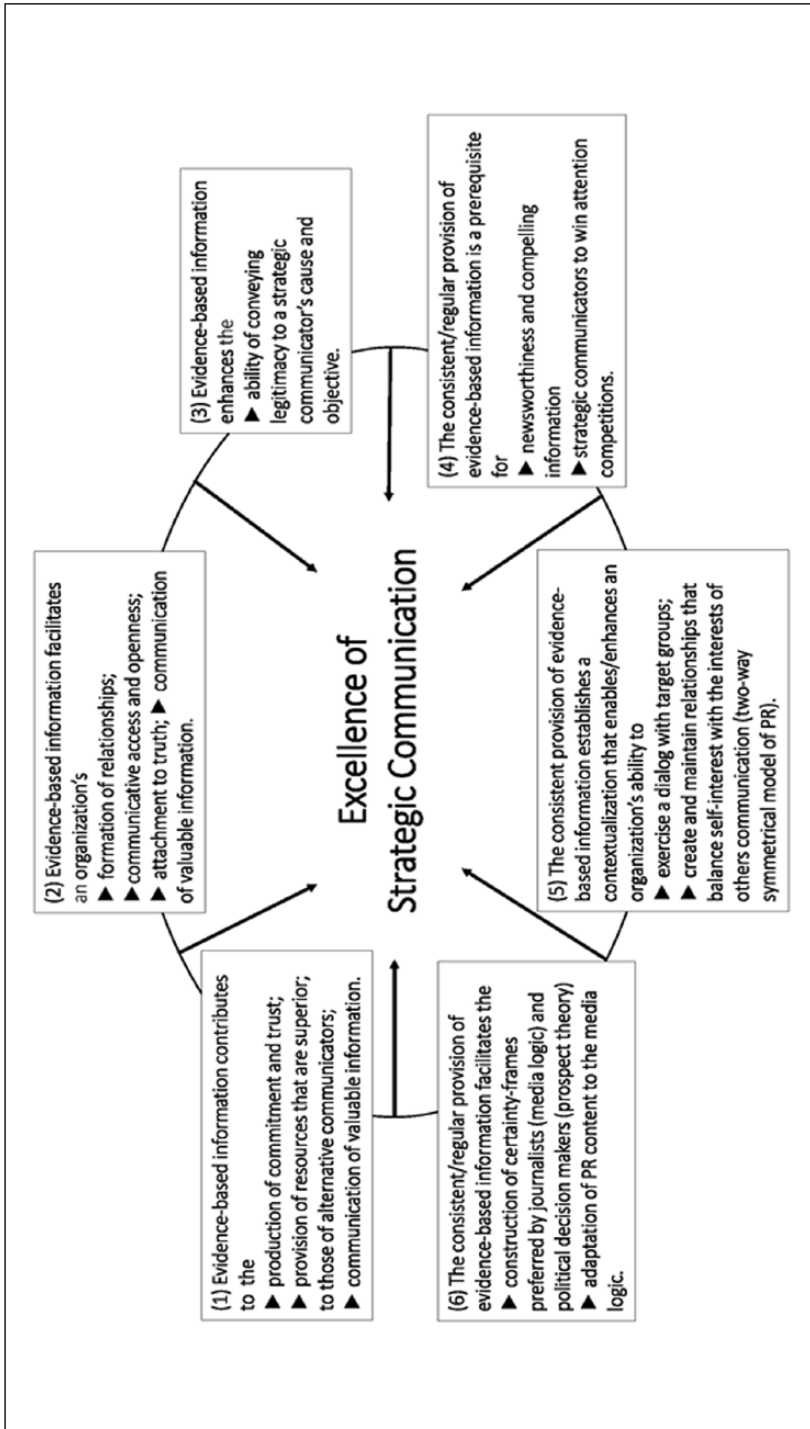 (1) Evidence-based information contributes
to the
▶ production of commitment and trust;
▶ provision of resources that are superior;
to those of alternative communicators;
▶ communication of valuable information.
(2) Evidence-based information facilitates
an organization's
▶ formation of relationships;
▶ communicative access and openness;
▶ attachment to truth; ▶ communication
of valuable information.
(3) Evidence-based information
enhances the
▶ ability of conveying
legitimacy to a strategic
communicator's cause and
objective.
Excellence of
Strategic Communication
(4) The consistent/regular provision of
evidence-based information is a prerequisite
for
▶ newsworthiness and compelling
information
▶ strategic communicators to win attention
competitions.
(5) The consistent provision of evidence-
based information establishes a
contextualization that enables/enhances an
organization's ability to
▶ exercise a dialog with target groups;
▶ create and maintain relationships that
balance self-interest with the interests of
others communication (two-way
symmetrical model of PR).
(6) The consistent/regular provision of
evidence-based information facilitates the
▶ construction of certainty-frames
preferred by journalists (media logic) and
political decision makers (prospect theory)
▶ adaptation of PR content to the media
logic.